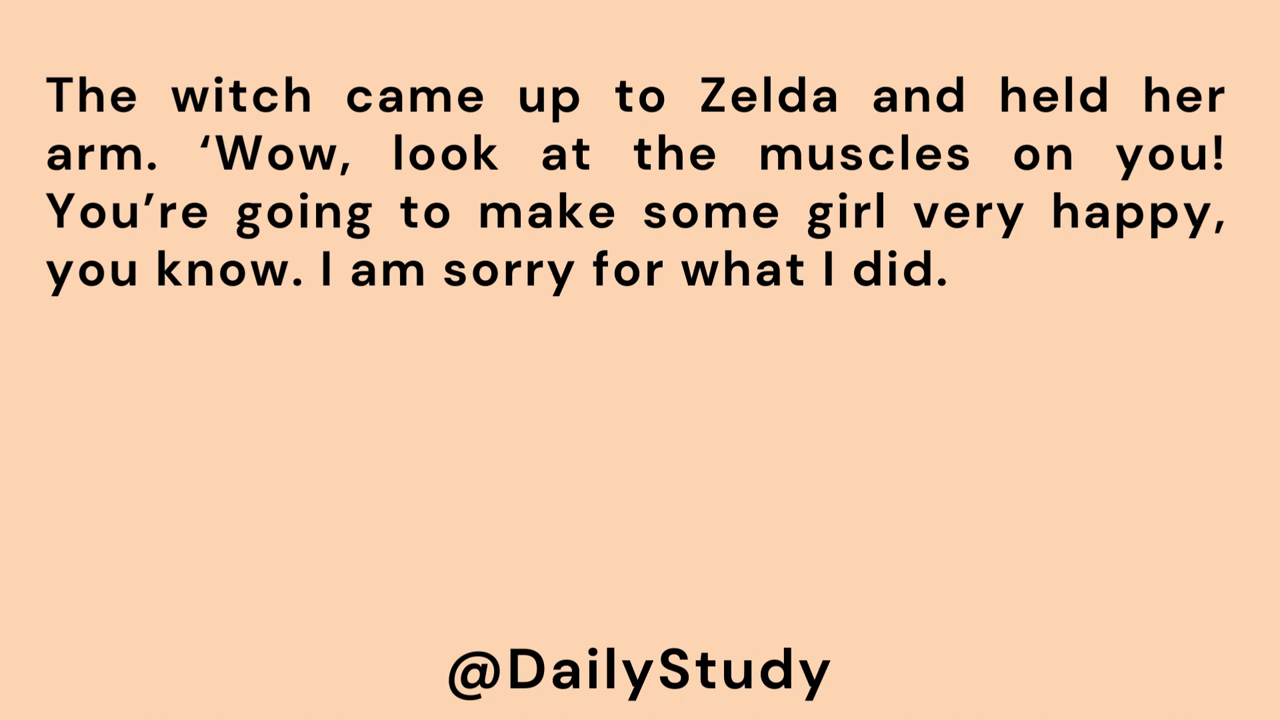 The witch came up to Zelda and held her
arm. ‘Wow, look at the muscles on you!
You’re going to make some girl very happy,
you know. I am sorry for what I did.
@DailyStudy